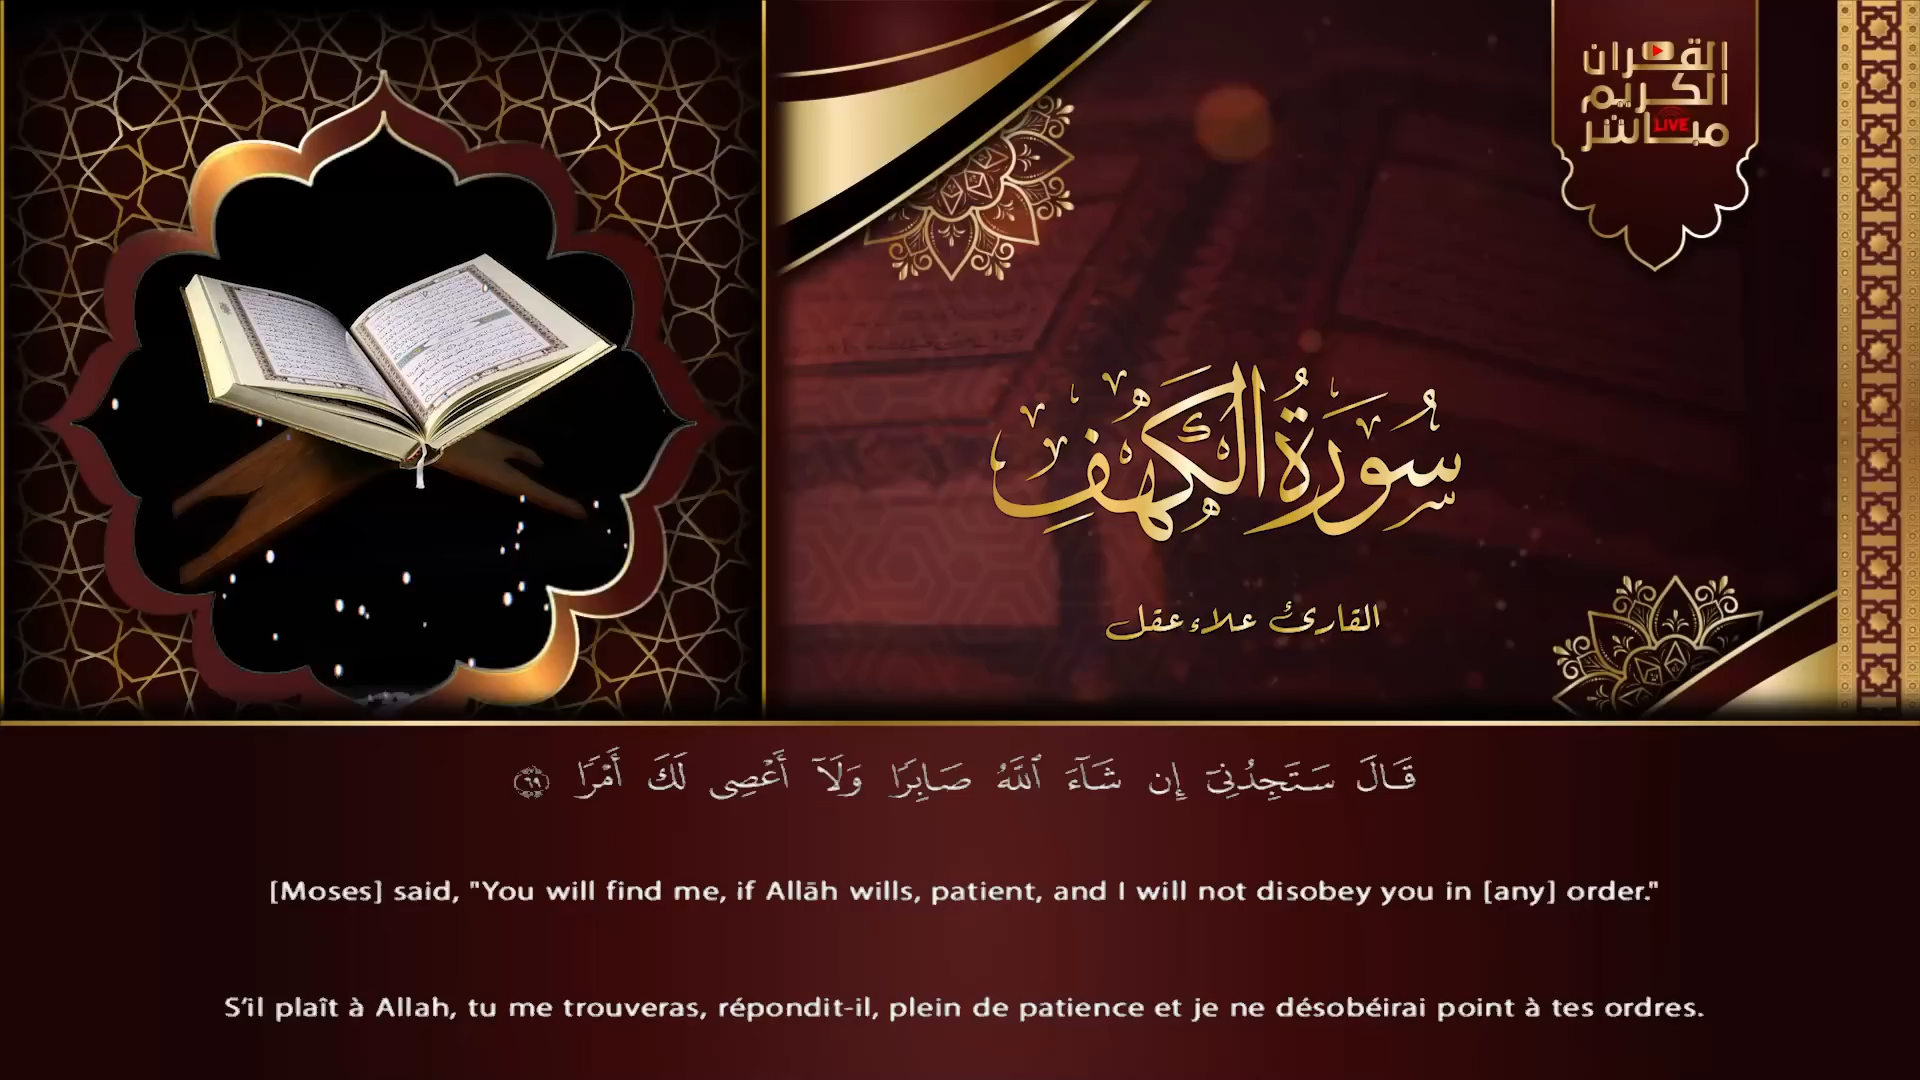 القرآن
الكريم
مباشر
LIVE
سُورَةُ الكَهْفِ
القارئ علاء عقل
قَالَ سَتَجِدُنِىٓ إِن شَآءَ ٱللَّهُ صَابِرًا وَلَآ أَعْصِى لَكَ أَمْرًا ٦٩
[Moses] said, "You will find me, if Allāh wills, patient, and I will not disobey you in [any] order."
S'il plaît à Allah, tu me trouveras, répondit-il, plein de patience et je ne désobéirai point à tes ordres.